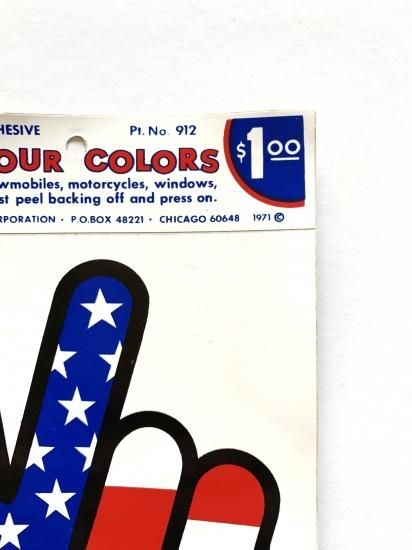 HESIVE Pt. No. 912
OUR COLORS
$1.00
wmobiles, motorcycles, windows,
st peel backing off and press on.
RPORATION · P.O.BOX 48221 · CHICAGO 60648 1971 ©